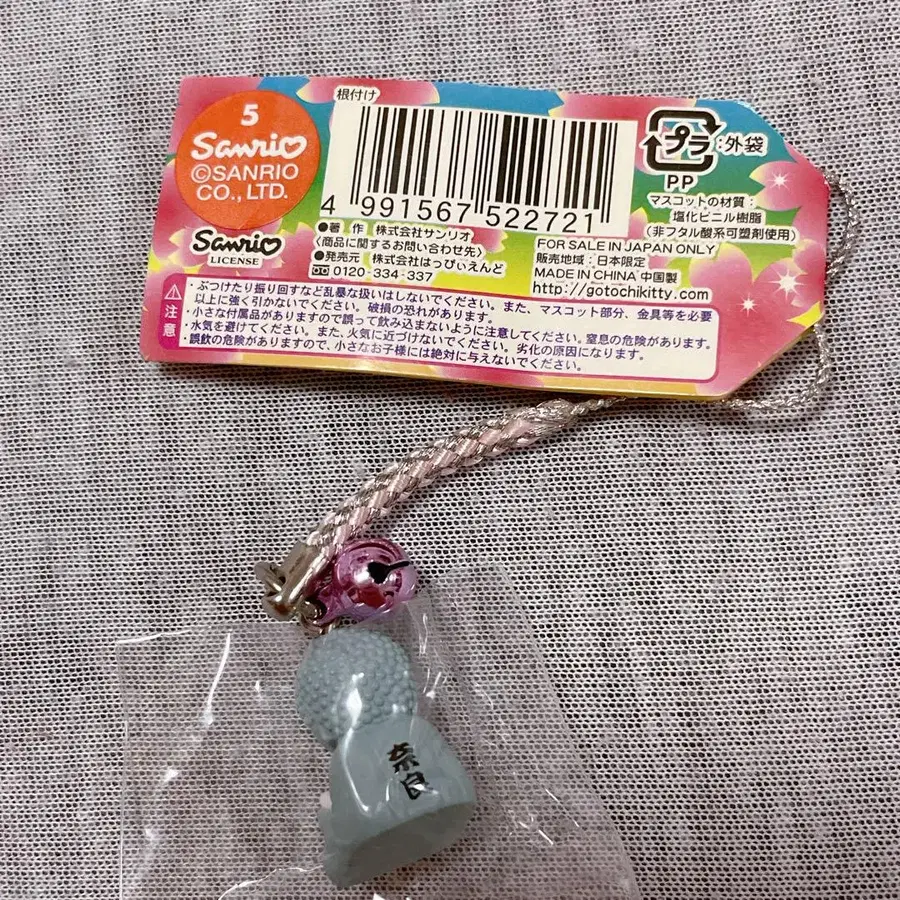 5
Sanrio
©SANRIO
CO., LTD.
Sanrio
LICENSE
根付け
4 991567 522721
●著 作 株式会社サンリオ
〈商品に関するお問い合わせ先〉
●発売元 株式会社はっぴぃえんど
0120-334-337
プラ
:外袋
PP
マスコットの材質:
塩化ビニル樹脂
(非フタル酸系可塑剤使用)
FOR SALE IN JAPAN ONLY
販売地域:日本限定
MADE IN CHINA 中国製
http://gotochikitty.com
注意
・ぶつけたり振り回すなど乱暴な扱いはしないでください。また、マスコット部分、金具等を必要
以上に強く引かないでください。破損の恐れがあります。
・小さな付属品がありますので誤って飲み込まないように注意してください。窒息の危険があります。
・水気を避けてください。また、火気に近づけないでください。劣化の原因になります。
・誤飲の危険がありますので、小さなお子様には絶対に与えないでください。
奈良